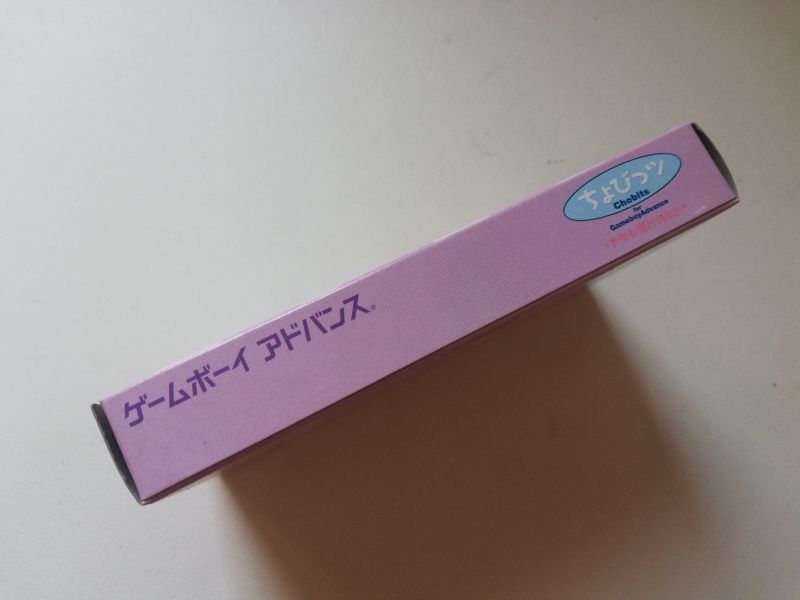 ゲームボーイ アドバンス®
ちょびっツ
Chobits
for
GameboyAdvance